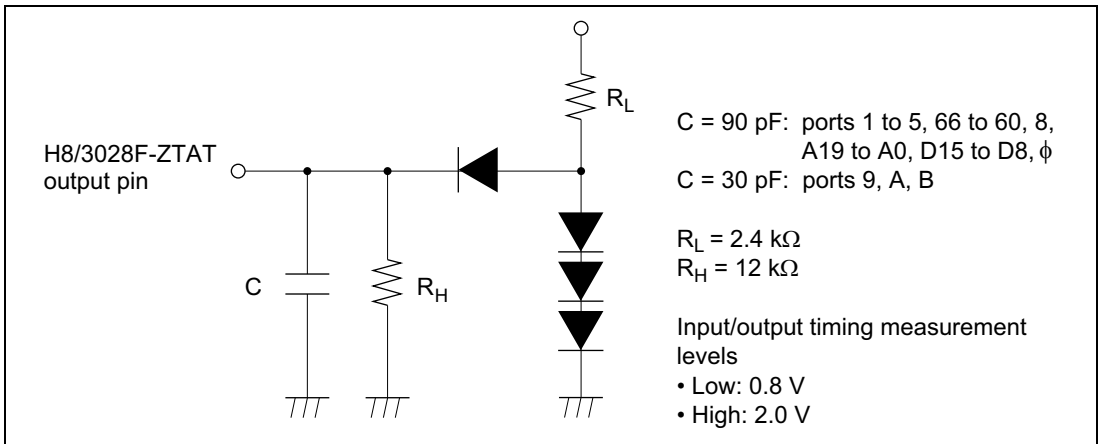 R_L
H8/3028F-ZTAT
output pin
C
R_H
C = 90 pF: ports 1 to 5, 66 to 60, 8,
A19 to A0, D15 to D8, ϕ
C = 30 pF: ports 9, A, B
R_L = 2.4 kΩ
R_H = 12 kΩ
Input/output timing measurement
levels
• Low: 0.8 V
• High: 2.0 V